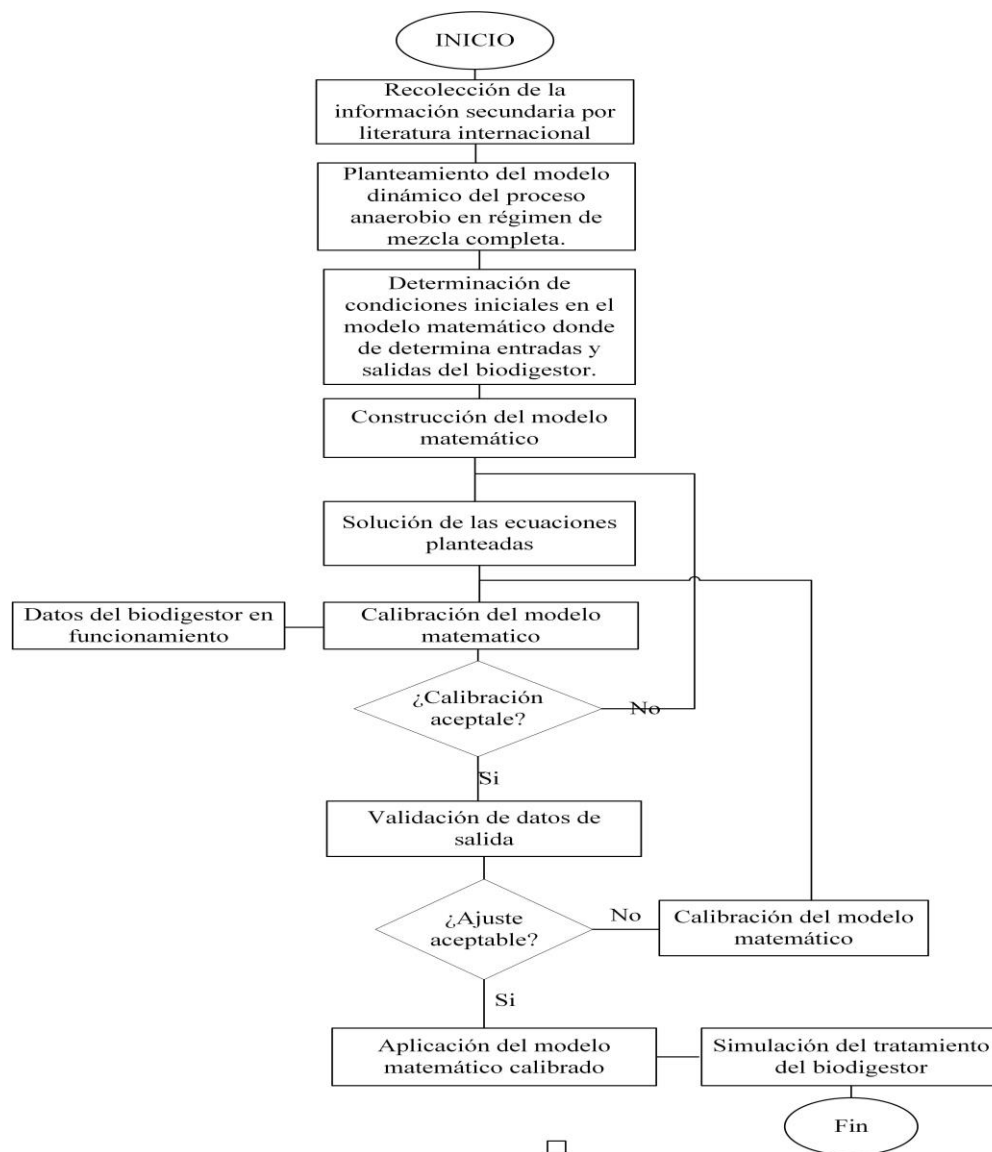 INICIO
Recolección de la
información secundaria por
literatura internacional
Planteamiento del modelo
dinámico del proceso
anaerobio en régimen de
mezcla completa.
Determinación de
condiciones iniciales en el
modelo matemático donde
de determina entradas y
salidas del biodigestor.
Construcción del modelo
matemático
Solución de las ecuaciones
planteadas
Datos del biodigestor en
funcionamiento
Calibración del modelo
matematico
¿Calibración
aceptale?
No
Si
Validación de datos de
salida
¿Ajuste
aceptable?
No
Calibración del modelo
matemático
Si
Aplicación del modelo
matemático calibrado
Simulación del tratamiento
del biodigestor
Fin